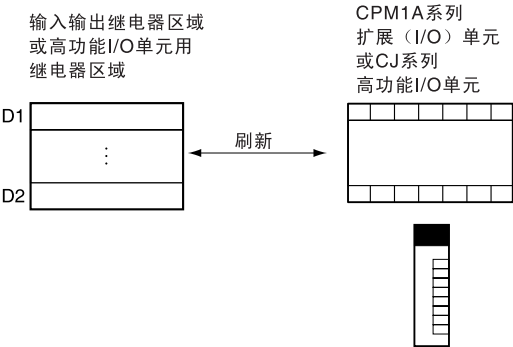 输入输出继电器区域
或高功能I/O单元用
继电器区域
CPM1A系列
扩展（I/O）单元
或CJ系列
高功能I/O单元
D1
⋮
D2
刷新